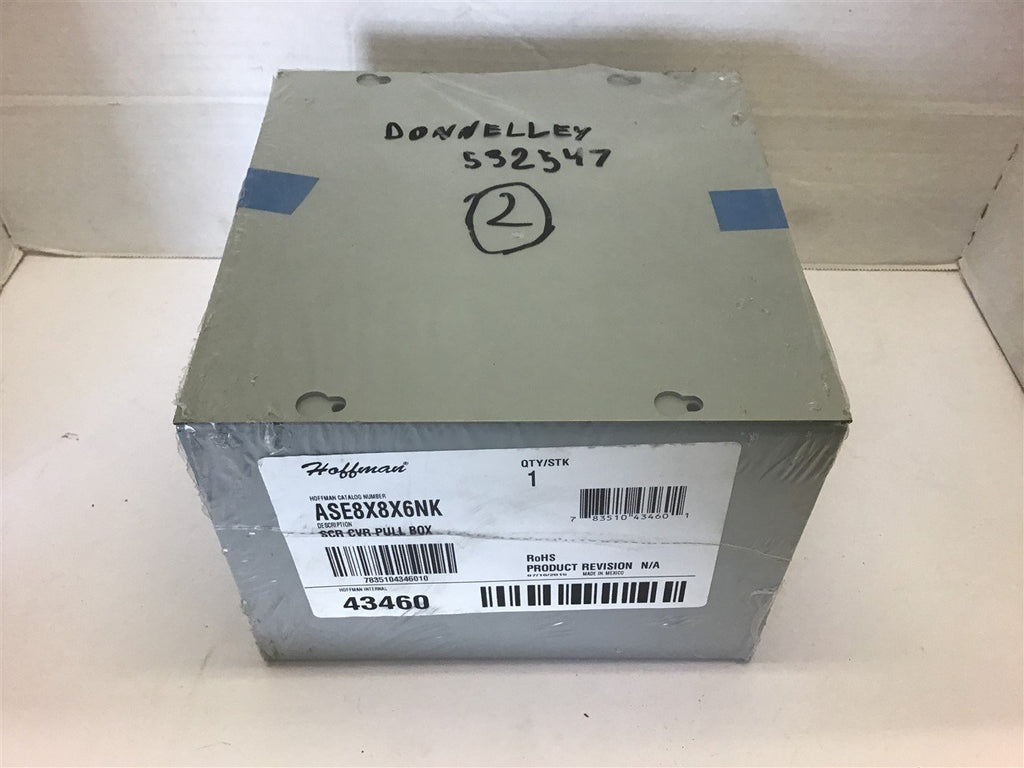 DONNELLEY
532547
2
Hoffman®
QTY/STK
1
HOFFMAN CATALOG NUMBER
ASE8X8X6NK
DESCRIPTION
SCR CVR PULL BOX
7 83510 43460 1
7835104346010
RoHS
PRODUCT REVISION N/A
MADE IN MEXICO
HOFFMAN INTERNAL
43460